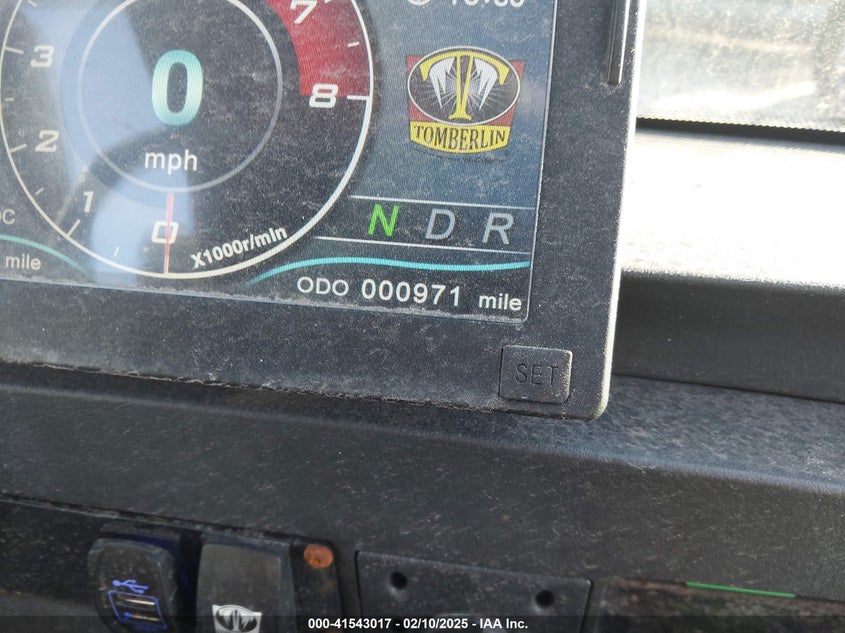 7
8
3
2
1
0
0
mph
X1000r/min
TOMBERLIN
N D R
mile
ODO 000971 mile
SET
000-41543017 / 02/10/2025 / IAA Inc.